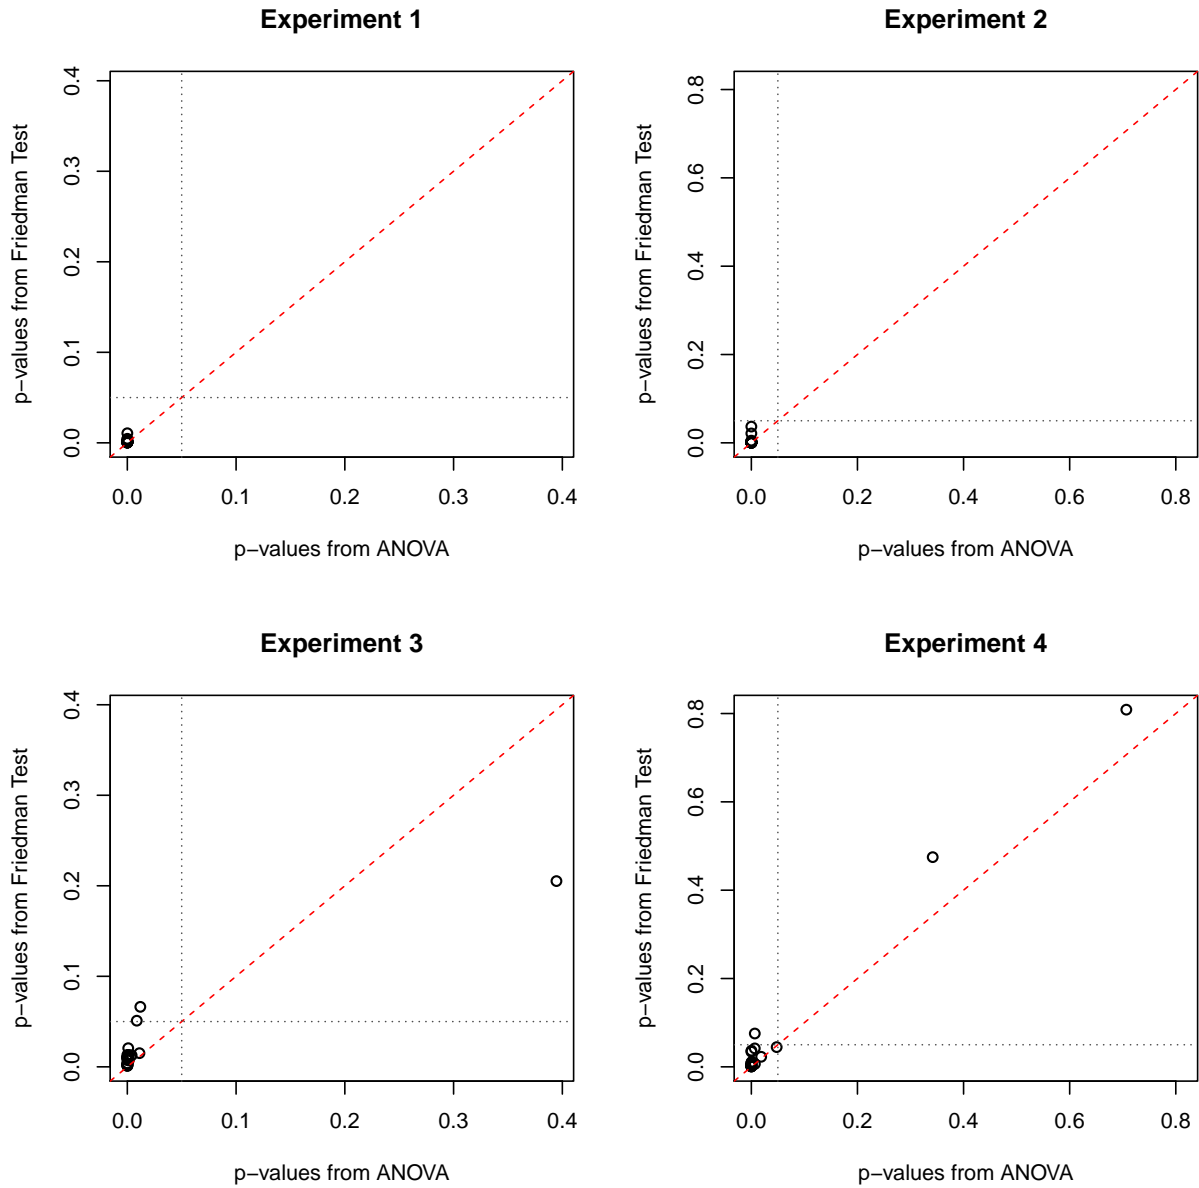 Experiment 1
p−values from Friedman Test
0.4
0.3
0.2
0.1
0.0
0.0 0.1 0.2 0.3 0.4
p−values from ANOVA
Experiment 2
p−values from Friedman Test
0.8
0.6
0.4
0.2
0.0
0.0 0.2 0.4 0.6 0.8
p−values from ANOVA
Experiment 3
p−values from Friedman Test
0.4
0.3
0.2
0.1
0.0
0.0 0.1 0.2 0.3 0.4
p−values from ANOVA
Experiment 4
p−values from Friedman Test
0.8
0.6
0.4
0.2
0.0
0.0 0.2 0.4 0.6 0.8
p−values from ANOVA